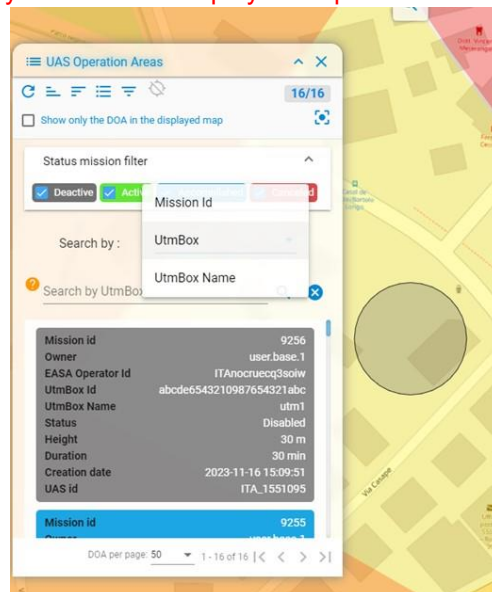 UAS Operation Areas
16/16
Show only the DOA in the displayed map
Status mission filter
Deactive
Mission Id
Search by : UtmBox
UtmBox Name
Search by UtmBox
Mission id 9256
Owner user.base.1
EASA Operator Id ITAnocruecq3soiw
UtmBox Id abcde6543210987654321abc
UtmBox Name utm1
Status Disabled
Height 30 m
Duration 30 min
Creation date 2023-11-16 15:09:51
UAS id ITA_1551095
Mission id 9255
DOA per page: 50 1 - 16 of 16
Via Casape